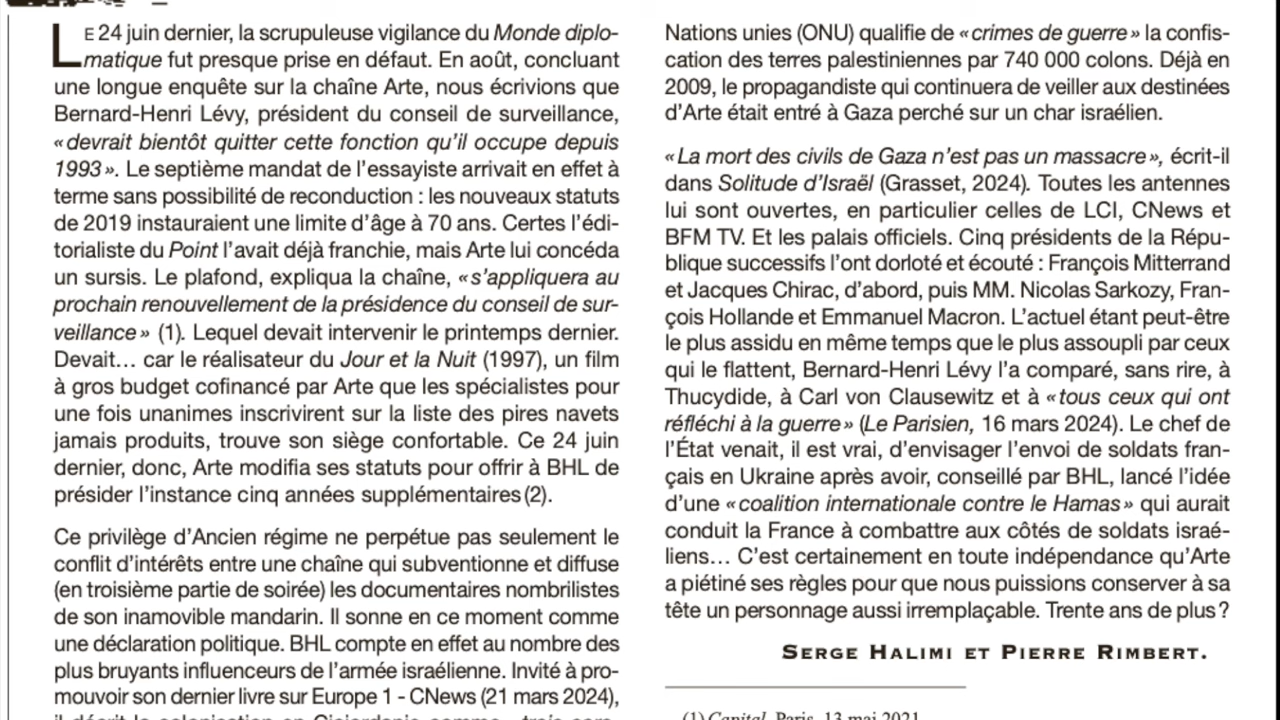 LE 24 juin dernier, la scrupuleuse vigilance du Monde diplo-
matique fut presque prise en défaut. En août, concluant
une longue enquête sur la chaîne Arte, nous écrivions que
Bernard-Henri Lévy, président du conseil de surveillance,
« devrait bientôt quitter cette fonction qu’il occupe depuis
1993 ». Le septième mandat de l’essayiste arrivait en effet à
terme sans possibilité de reconduction : les nouveaux statuts
de 2019 instauraient une limite d’âge à 70 ans. Certes l’édi-
torialiste du Point l’avait déjà franchie, mais Arte lui concéda
un sursis. Le plafond, expliqua la chaîne, « s’appliquera au
prochain renouvellement de la présidence du conseil de sur-
veillance » (1). Lequel devait intervenir le printemps dernier.
Devait… car le réalisateur du Jour et la Nuit (1997), un film
à gros budget cofinancé par Arte que les spécialistes pour
une fois unanimes inscrivirent sur la liste des pires navets
jamais produits, trouve son siège confortable. Ce 24 juin
dernier, donc, Arte modifia ses statuts pour offrir à BHL de
présider l’instance cinq années supplémentaires (2).
Ce privilège d’Ancien régime ne perpétue pas seulement le
conflit d’intérêts entre une chaîne qui subventionne et diffuse
(en troisième partie de soirée) les documentaires nombrilistes
de son inamovible mandarin. Il sonne en ce moment comme
une déclaration politique. BHL compte en effet au nombre des
plus bruyants influenceurs de l’armée israélienne. Invité à pro-
mouvoir son dernier livre sur Europe 1 - CNews (21 mars 2024),
il décrit la colonisation en Cisjordanie comme
Nations unies (ONU) qualifie de « crimes de guerre » la confis-
cation des terres palestiniennes par 740 000 colons. Déjà en
2009, le propagandiste qui continuera de veiller aux destinées
d’Arte était entré à Gaza perché sur un char israélien.
« La mort des civils de Gaza n’est pas un massacre », écrit-il
dans Solitude d’Israël (Grasset, 2024). Toutes les antennes
lui sont ouvertes, en particulier celles de LCI, CNews et
BFM TV. Et les palais officiels. Cinq présidents de la Répu-
blique successifs l’ont dorloté et écouté : François Mitterrand
et Jacques Chirac, d’abord, puis MM. Nicolas Sarkozy, Fran-
çois Hollande et Emmanuel Macron. L’actuel étant peut-être
le plus assidu en même temps que le plus assoupli par ceux
qui le flattent, Bernard-Henri Lévy l’a comparé, sans rire, à
Thucydide, à Carl von Clausewitz et à « tous ceux qui ont
réfléchi à la guerre » (Le Parisien, 16 mars 2024). Le chef de
l’État venait, il est vrai, d’envisager l’envoi de soldats fran-
çais en Ukraine après avoir, conseillé par BHL, lancé l’idée
d’une « coalition internationale contre le Hamas » qui aurait
conduit la France à combattre aux côtés de soldats israé-
liens… C’est certainement en toute indépendance qu’Arte
a piétiné ses règles pour que nous puissions conserver à sa
tête un personnage aussi irremplaçable. Trente ans de plus ?
SERGE HALIMI ET PIERRE RIMBERT.
(1) Capital, Paris, 13 mai 2021.